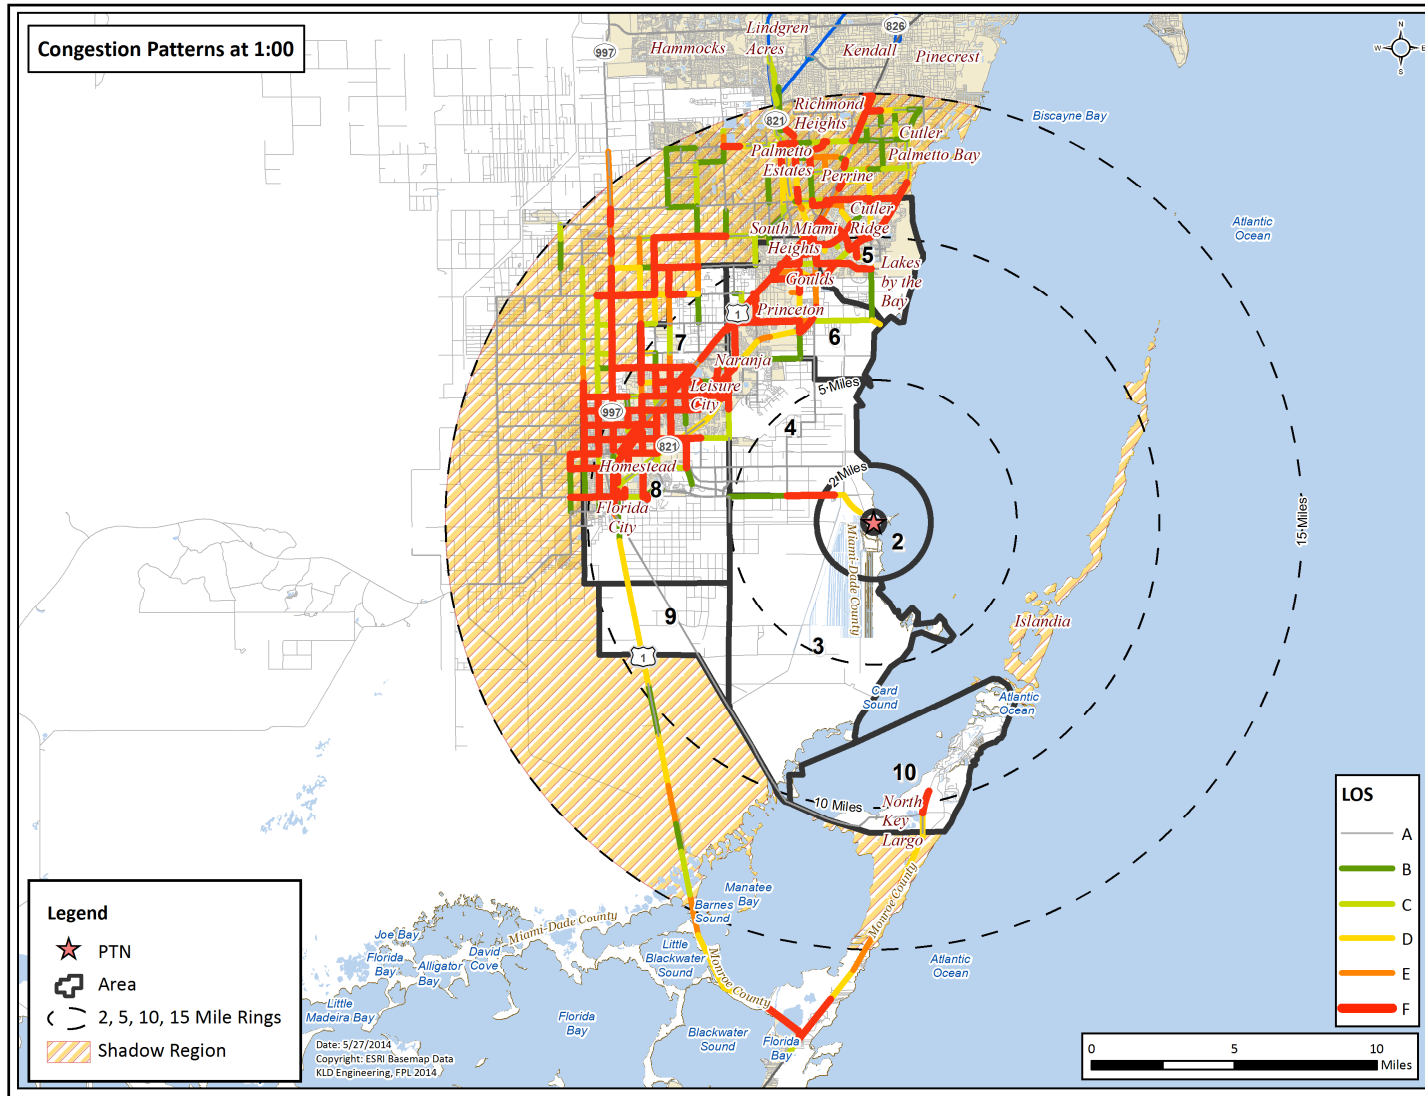 Congestion Patterns at 1:00
997
Hammocks
Lindgren
Acres
826
Kendall
Pinecrest
N
W
E
S
Richmond
Heights
821
Biscayne Bay
Cutler
Palmetto Bay
Palmetto
Estates
Perrine
Cutler
Ridge
South Miami
Heights
5
Atlantic
Ocean
Lakes
by the
Bay
Goulds
1
Princeton
7
6
Naranja
5 Miles
Leisure
City
997
4
821
Homestead
2 Miles
8
Florida
City
15 Miles
2
Miami-Dade County
9
Islandia
3
1
Card
Sound
Atlantic
Ocean
10
10 Miles
North
Key
Largo
LOS
A
B
C
D
E
F
Manatee
Bay
Barnes
Sound
Monroe County
Miami-Dade County
Joe Bay
Florida
Bay
Alligator
Bay
David
Cove
Little
Blackwater
Sound
Monroe County
Atlantic
Ocean
Little
Madeira Bay
Florida
Bay
Blackwater
Sound
Florida
Bay
Legend
PTN
Area
2, 5, 10, 15 Mile Rings
Shadow Region
Date: 5/27/2014
Copyright: ESRI Basemap Data
KLD Engineering, FPL 2014
0 5 10
Miles